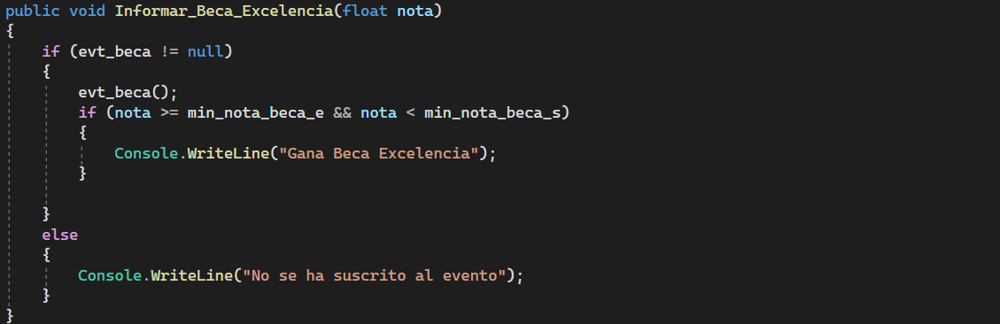 public void Informar_Beca_Excelencia(float nota)
{
if (evt_beca != null)
{
evt_beca();
if (nota >= min_nota_beca_e && nota < min_nota_beca_s)
{
Console.WriteLine("Gana Beca Excelencia");
}
}
else
{
Console.WriteLine("No se ha suscrito al evento");
}
}